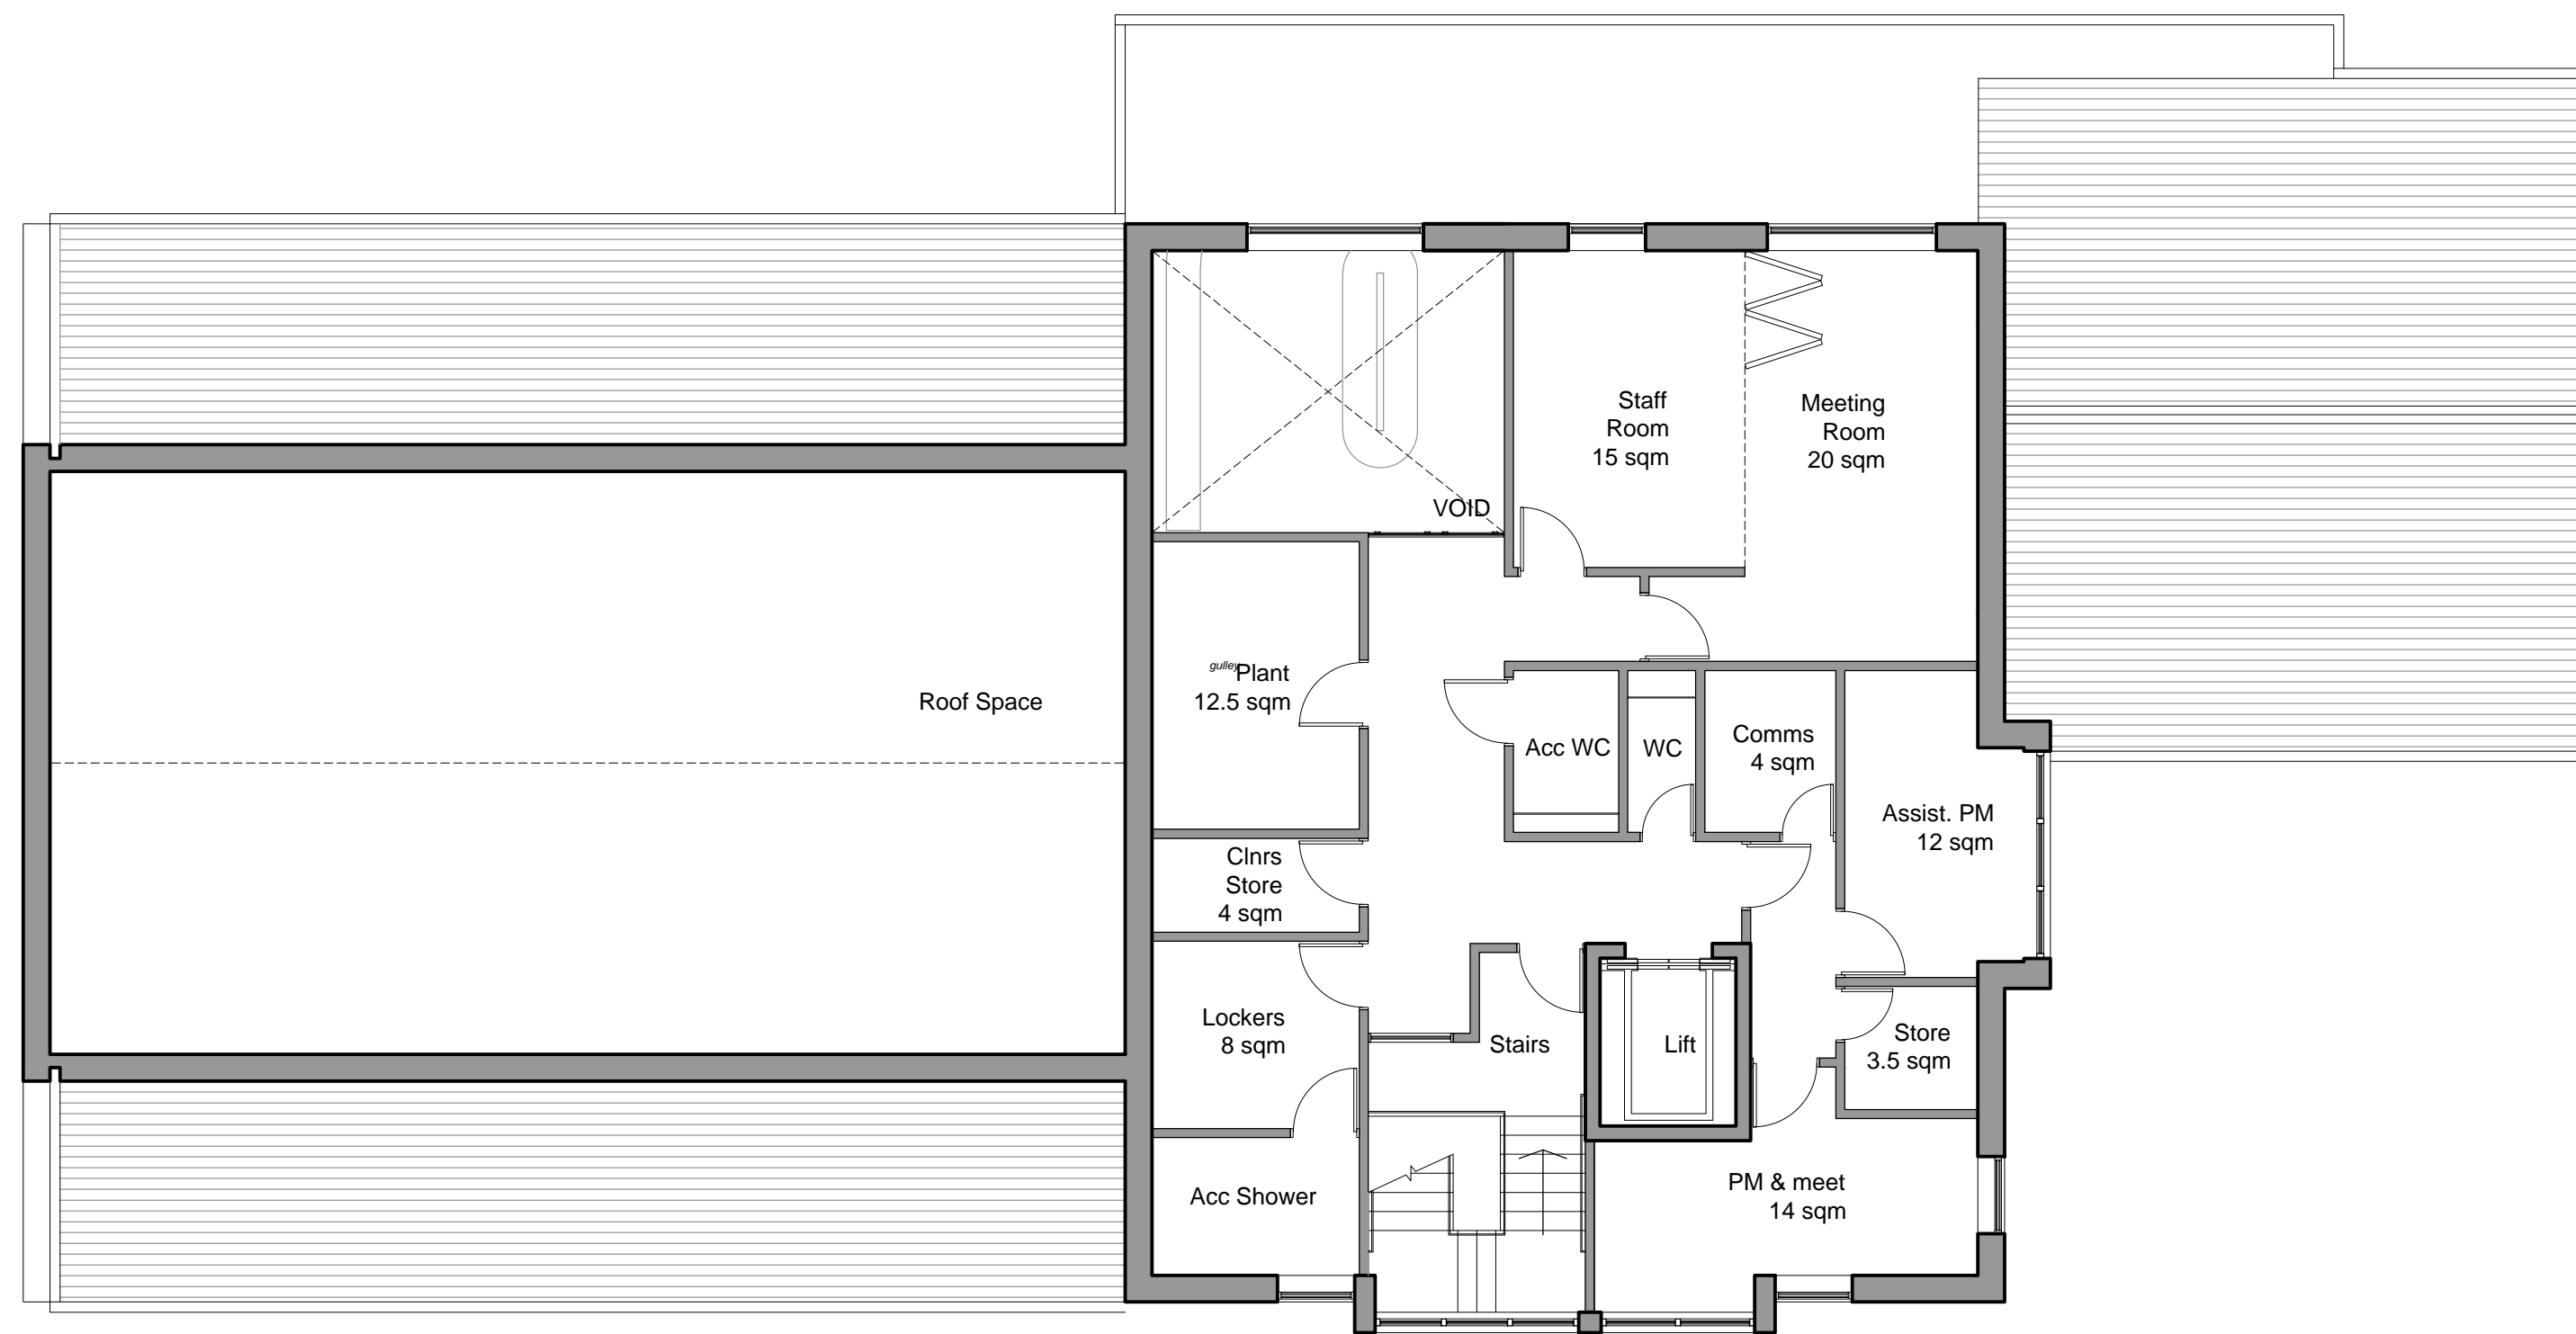 Staff
Room
15 sqm
Meeting
Room
20 sqm
VOID
gulley
Plant
12.5 sqm
Roof Space
Acc WC
WC
Comms
4 sqm
Assist. PM
12 sqm
Clnrs
Store
4 sqm
Lockers
8 sqm
Stairs
Lift
Store
3.5 sqm
Acc Shower
PM & meet
14 sqm